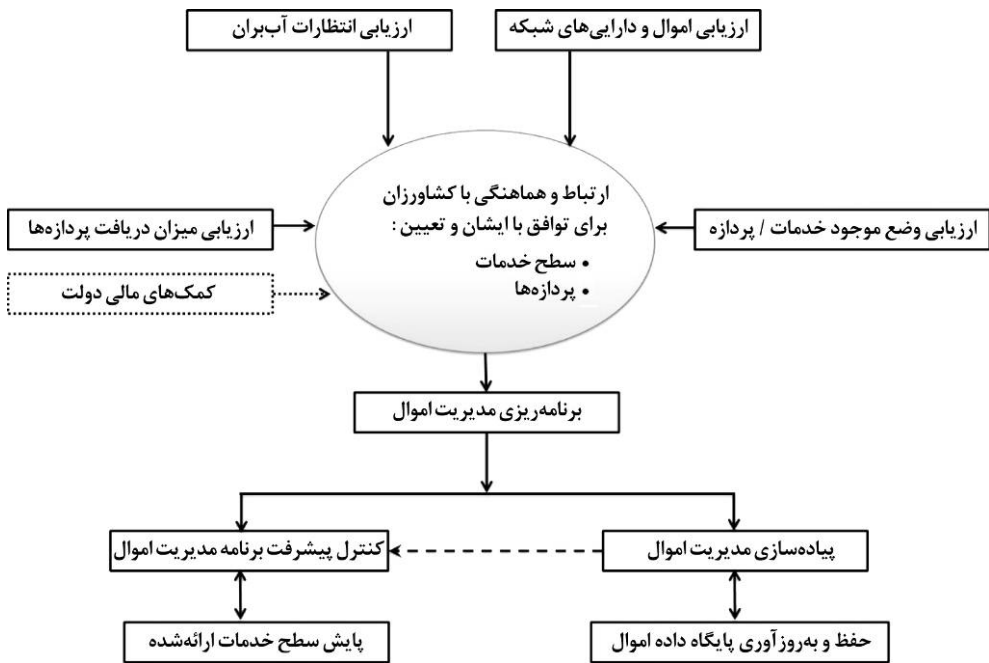 ارزیابی اموال و دارایی‌های شبکه
ارزیابی انتظارات آب‌بران
ارتباط و هماهنگی با کشاورزان
برای توافق با ایشان و تعیین :
• سطح خدمات
• پردازه‌ها
ارزیابی وضع موجود خدمات / پردازه
ارزیابی میزان دریافت پردازه‌ها
کمک‌های مالی دولت
برنامه‌ریزی مدیریت اموال
پیاده‌سازی مدیریت اموال
کنترل پیشرفت برنامه مدیریت اموال
حفظ و به‌روزآوری پایگاه داده اموال
پایش سطح خدمات ارائه‌شده